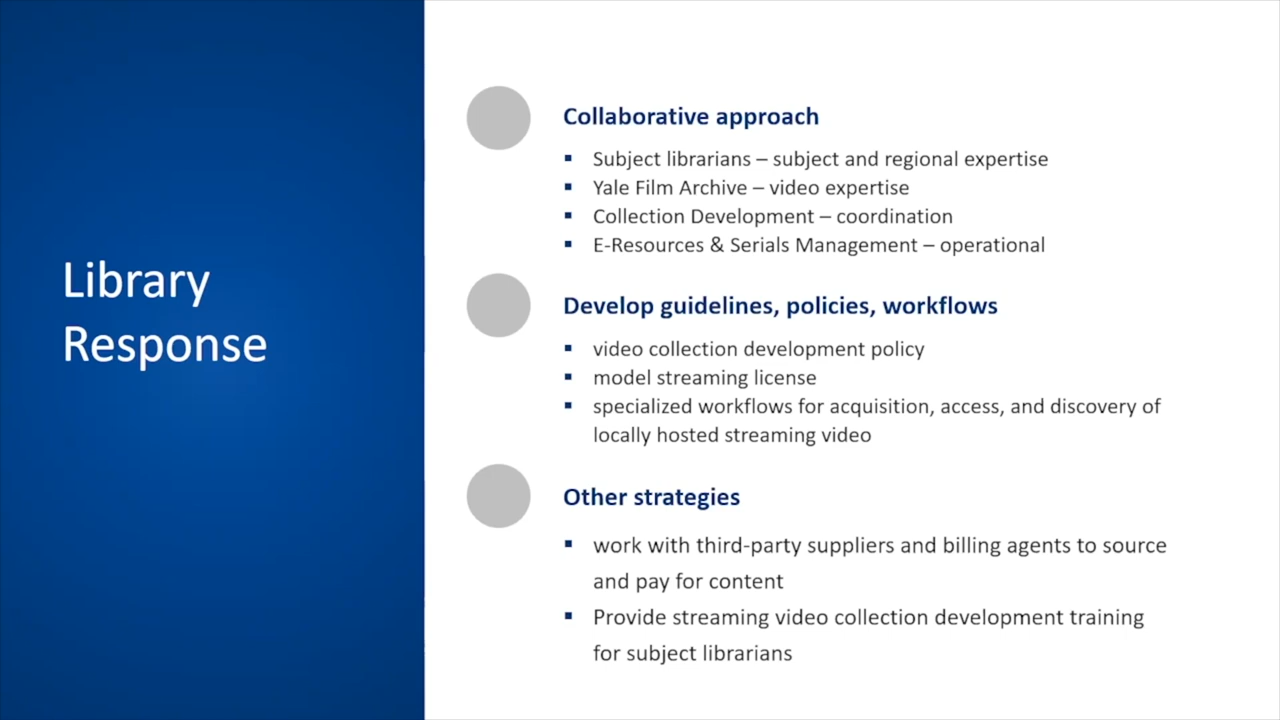 Library
Response
Collaborative approach
▪ Subject librarians – subject and regional expertise
▪ Yale Film Archive – video expertise
▪ Collection Development – coordination
▪ E-Resources & Serials Management – operational
Develop guidelines, policies, workflows
▪ video collection development policy
▪ model streaming license
▪ specialized workflows for acquisition, access, and discovery of
locally hosted streaming video
Other strategies
▪ work with third-party suppliers and billing agents to source
and pay for content
▪ Provide streaming video collection development training
for subject librarians